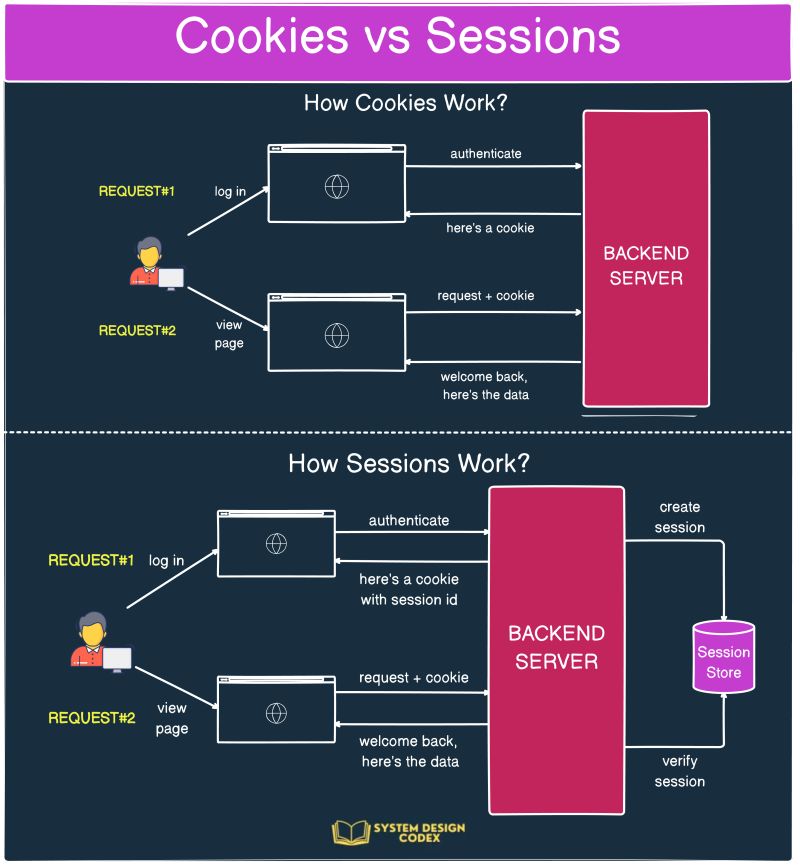 Cookies vs Sessions
How Cookies Work?
REQUEST#1
log in
authenticate
here's a cookie
BACKEND
SERVER
REQUEST#2
view
page
request + cookie
welcome back,
here's the data
How Sessions Work?
REQUEST#1
log in
authenticate
here's a cookie
with session id
BACKEND
SERVER
create
session
Session
Store
REQUEST#2
view
page
request + cookie
welcome back,
here's the data
verify
session
SYSTEM DESIGN
CODEX